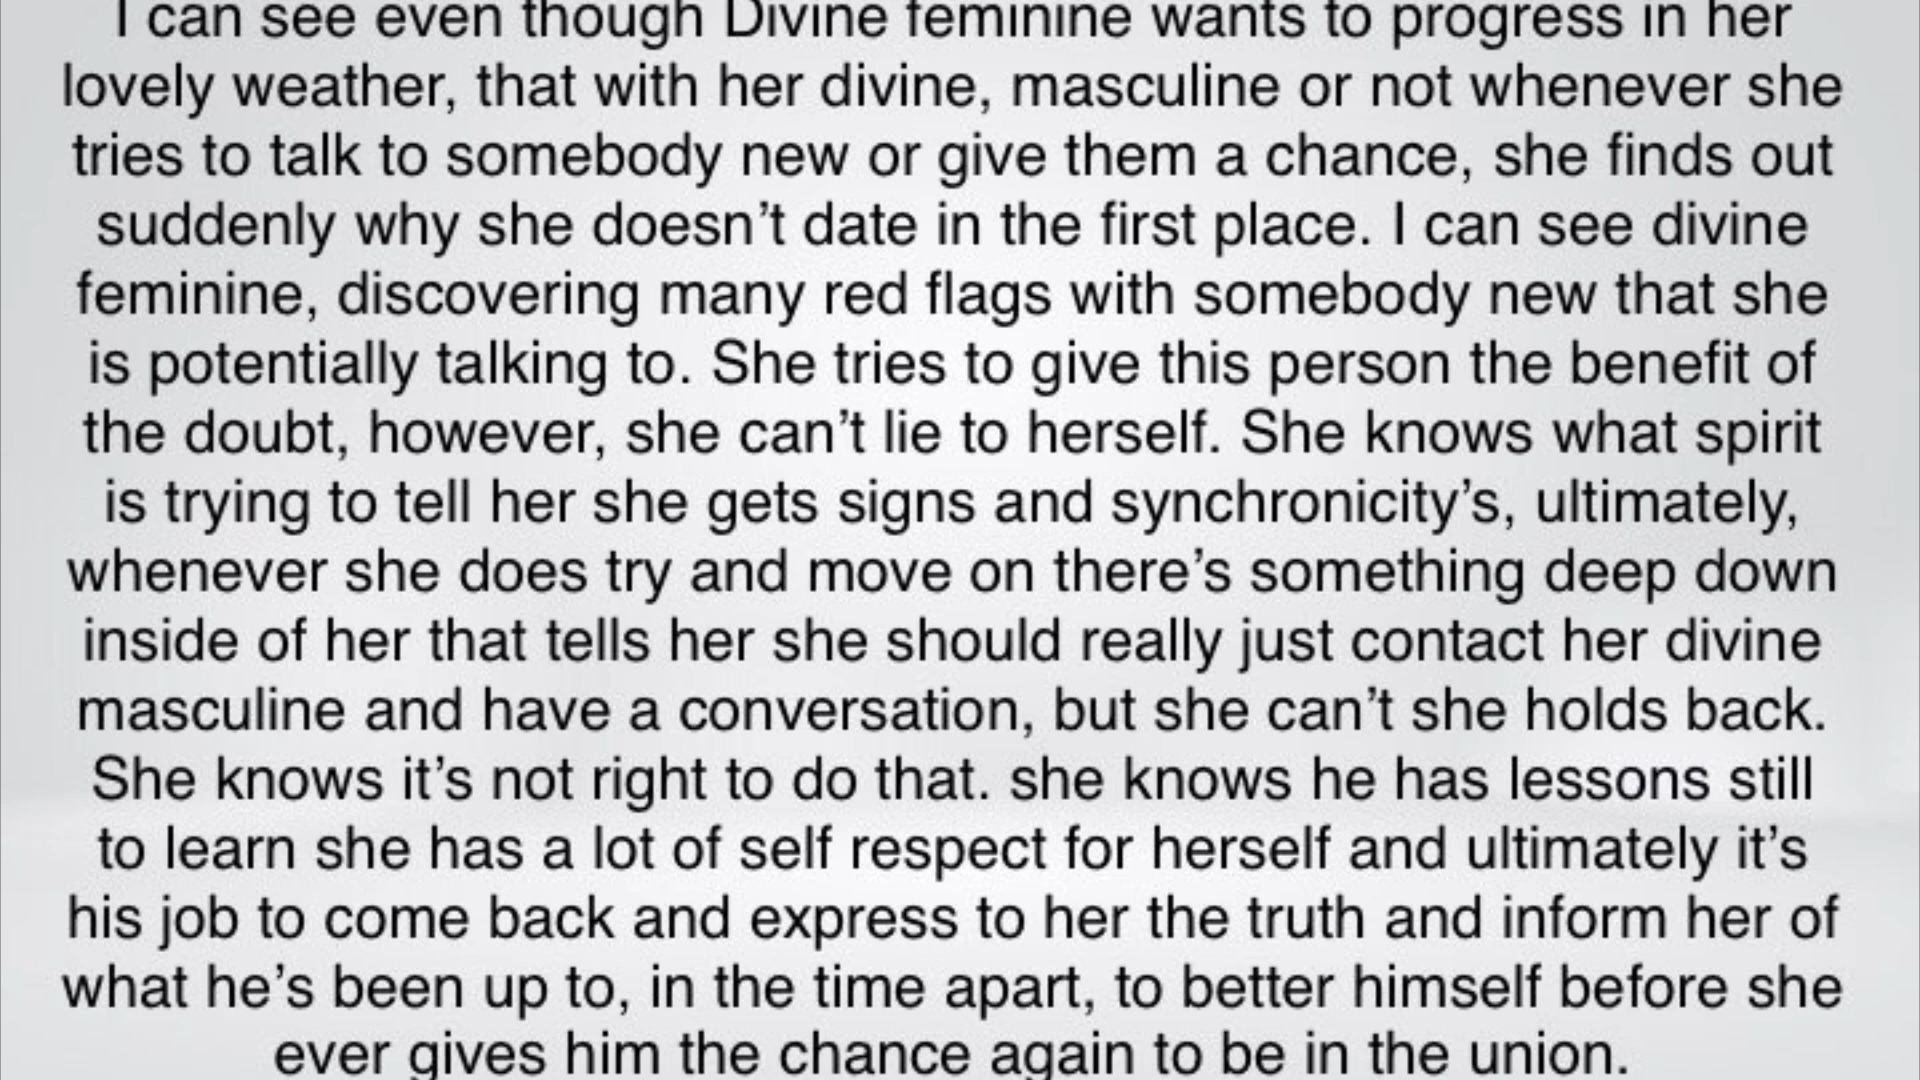 I can see even though Divine feminine wants to progress in her
lovely weather, that with her divine, masculine or not whenever she
tries to talk to somebody new or give them a chance, she finds out
suddenly why she doesn’t date in the first place. I can see divine
feminine, discovering many red flags with somebody new that she
is potentially talking to. She tries to give this person the benefit of
the doubt, however, she can’t lie to herself. She knows what spirit
is trying to tell her she gets signs and synchronicity’s, ultimately,
whenever she does try and move on there’s something deep down
inside of her that tells her she should really just contact her divine
masculine and have a conversation, but she can’t she holds back.
She knows it’s not right to do that. she knows he has lessons still
to learn she has a lot of self respect for herself and ultimately it’s
his job to come back and express to her the truth and inform her of
what he’s been up to, in the time apart, to better himself before she
ever gives him the chance again to be in the union.